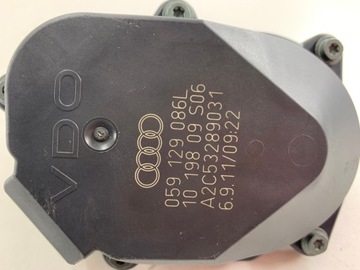 VDO
059 129 086L
10 198 09 S06
A2C53289031
6.9.11/09:22